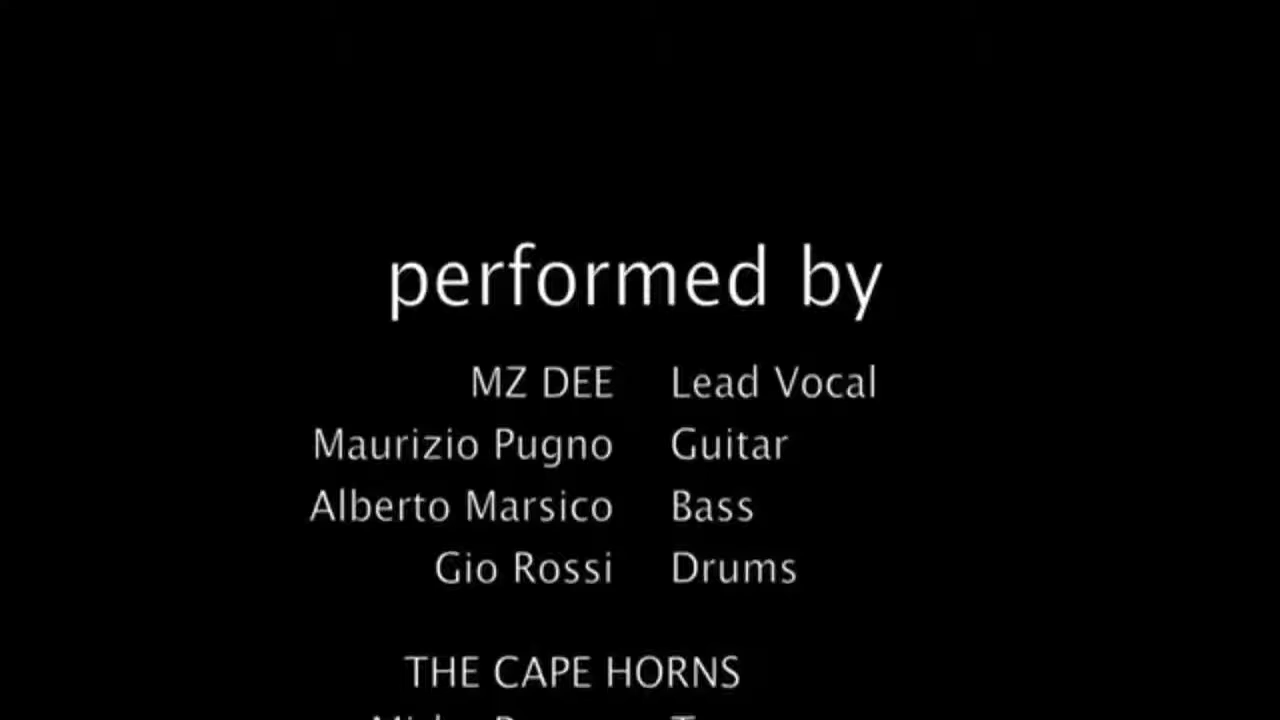 performed by
MZ DEE Lead Vocal
Maurizio Pugno Guitar
Alberto Marsico Bass
Gio Rossi Drums
THE CAPE HORNS